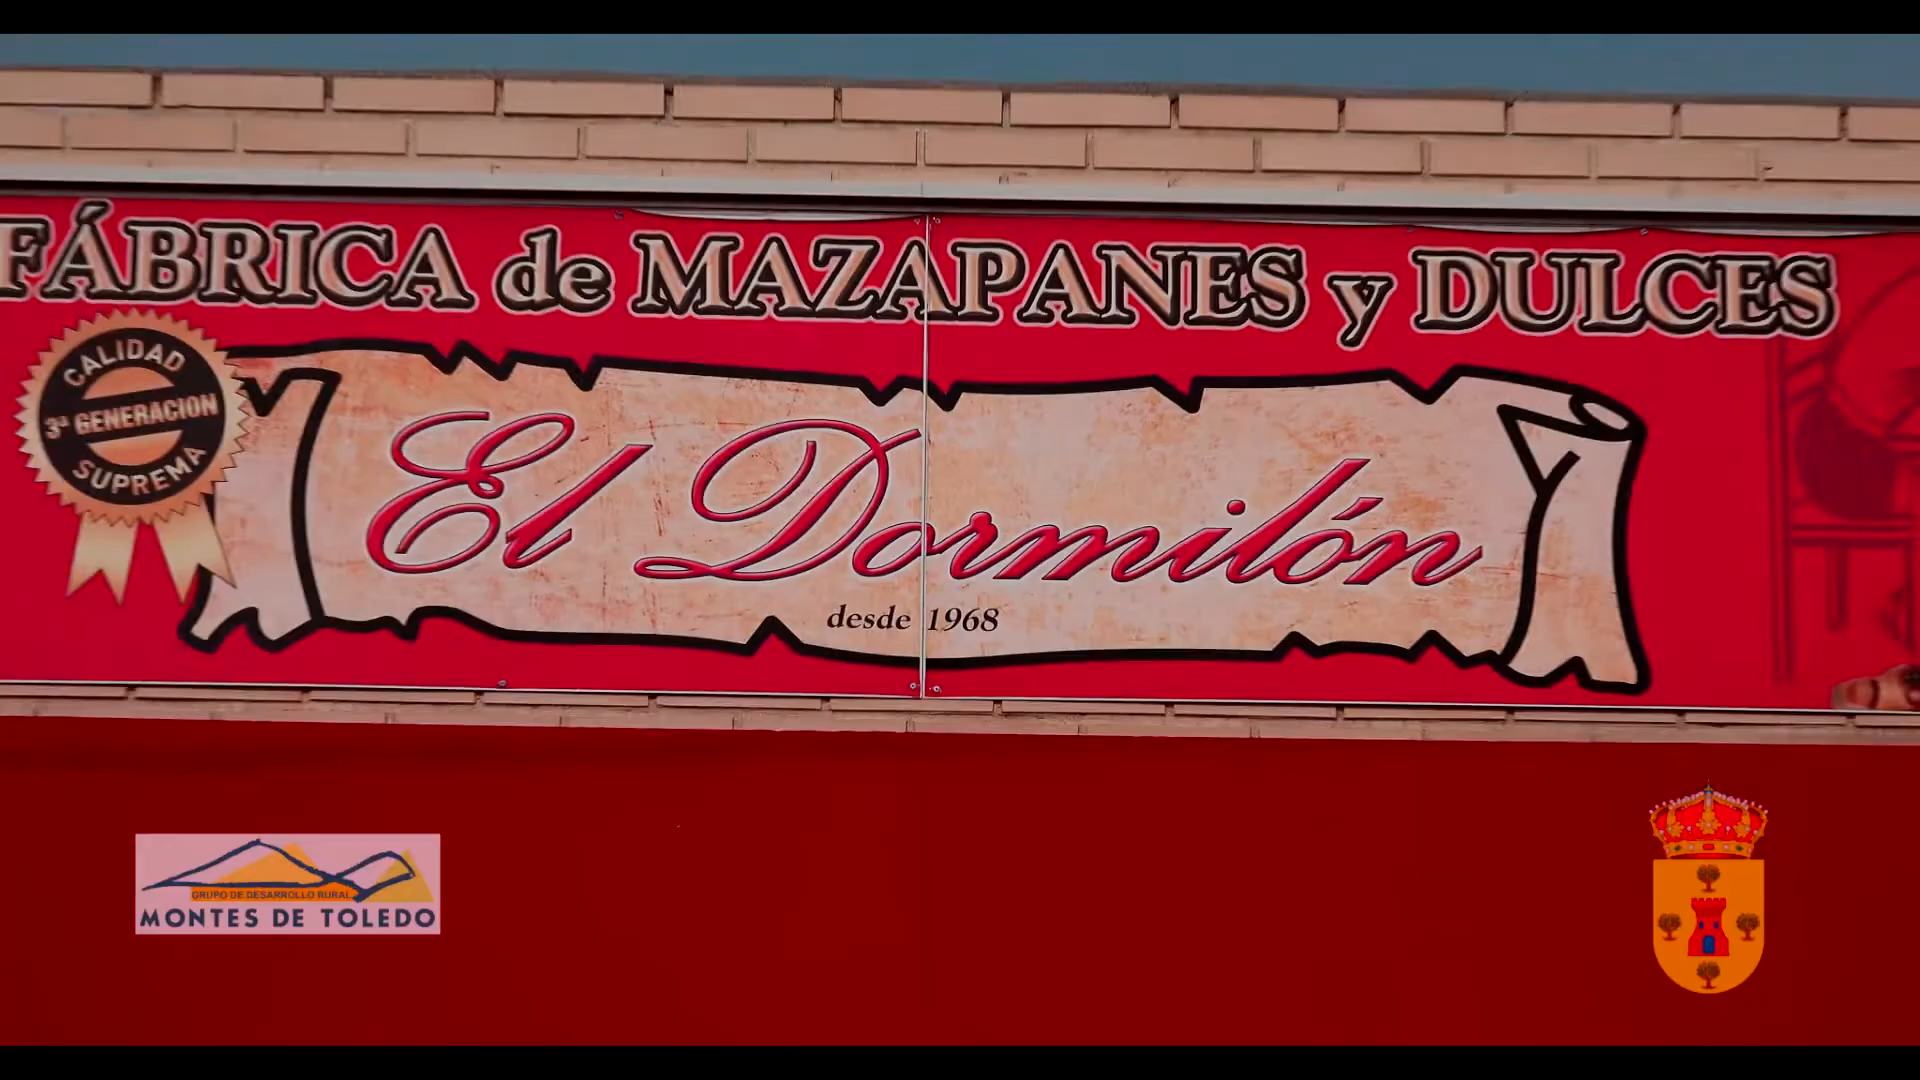 FÁBRICA de MAZAPANES y DULCES
CALIDAD
3ª GENERACION
SUPREMA
El Dormilón
desde 1968
GRUPO DE DESARROLLO RURAL
MONTES DE TOLEDO